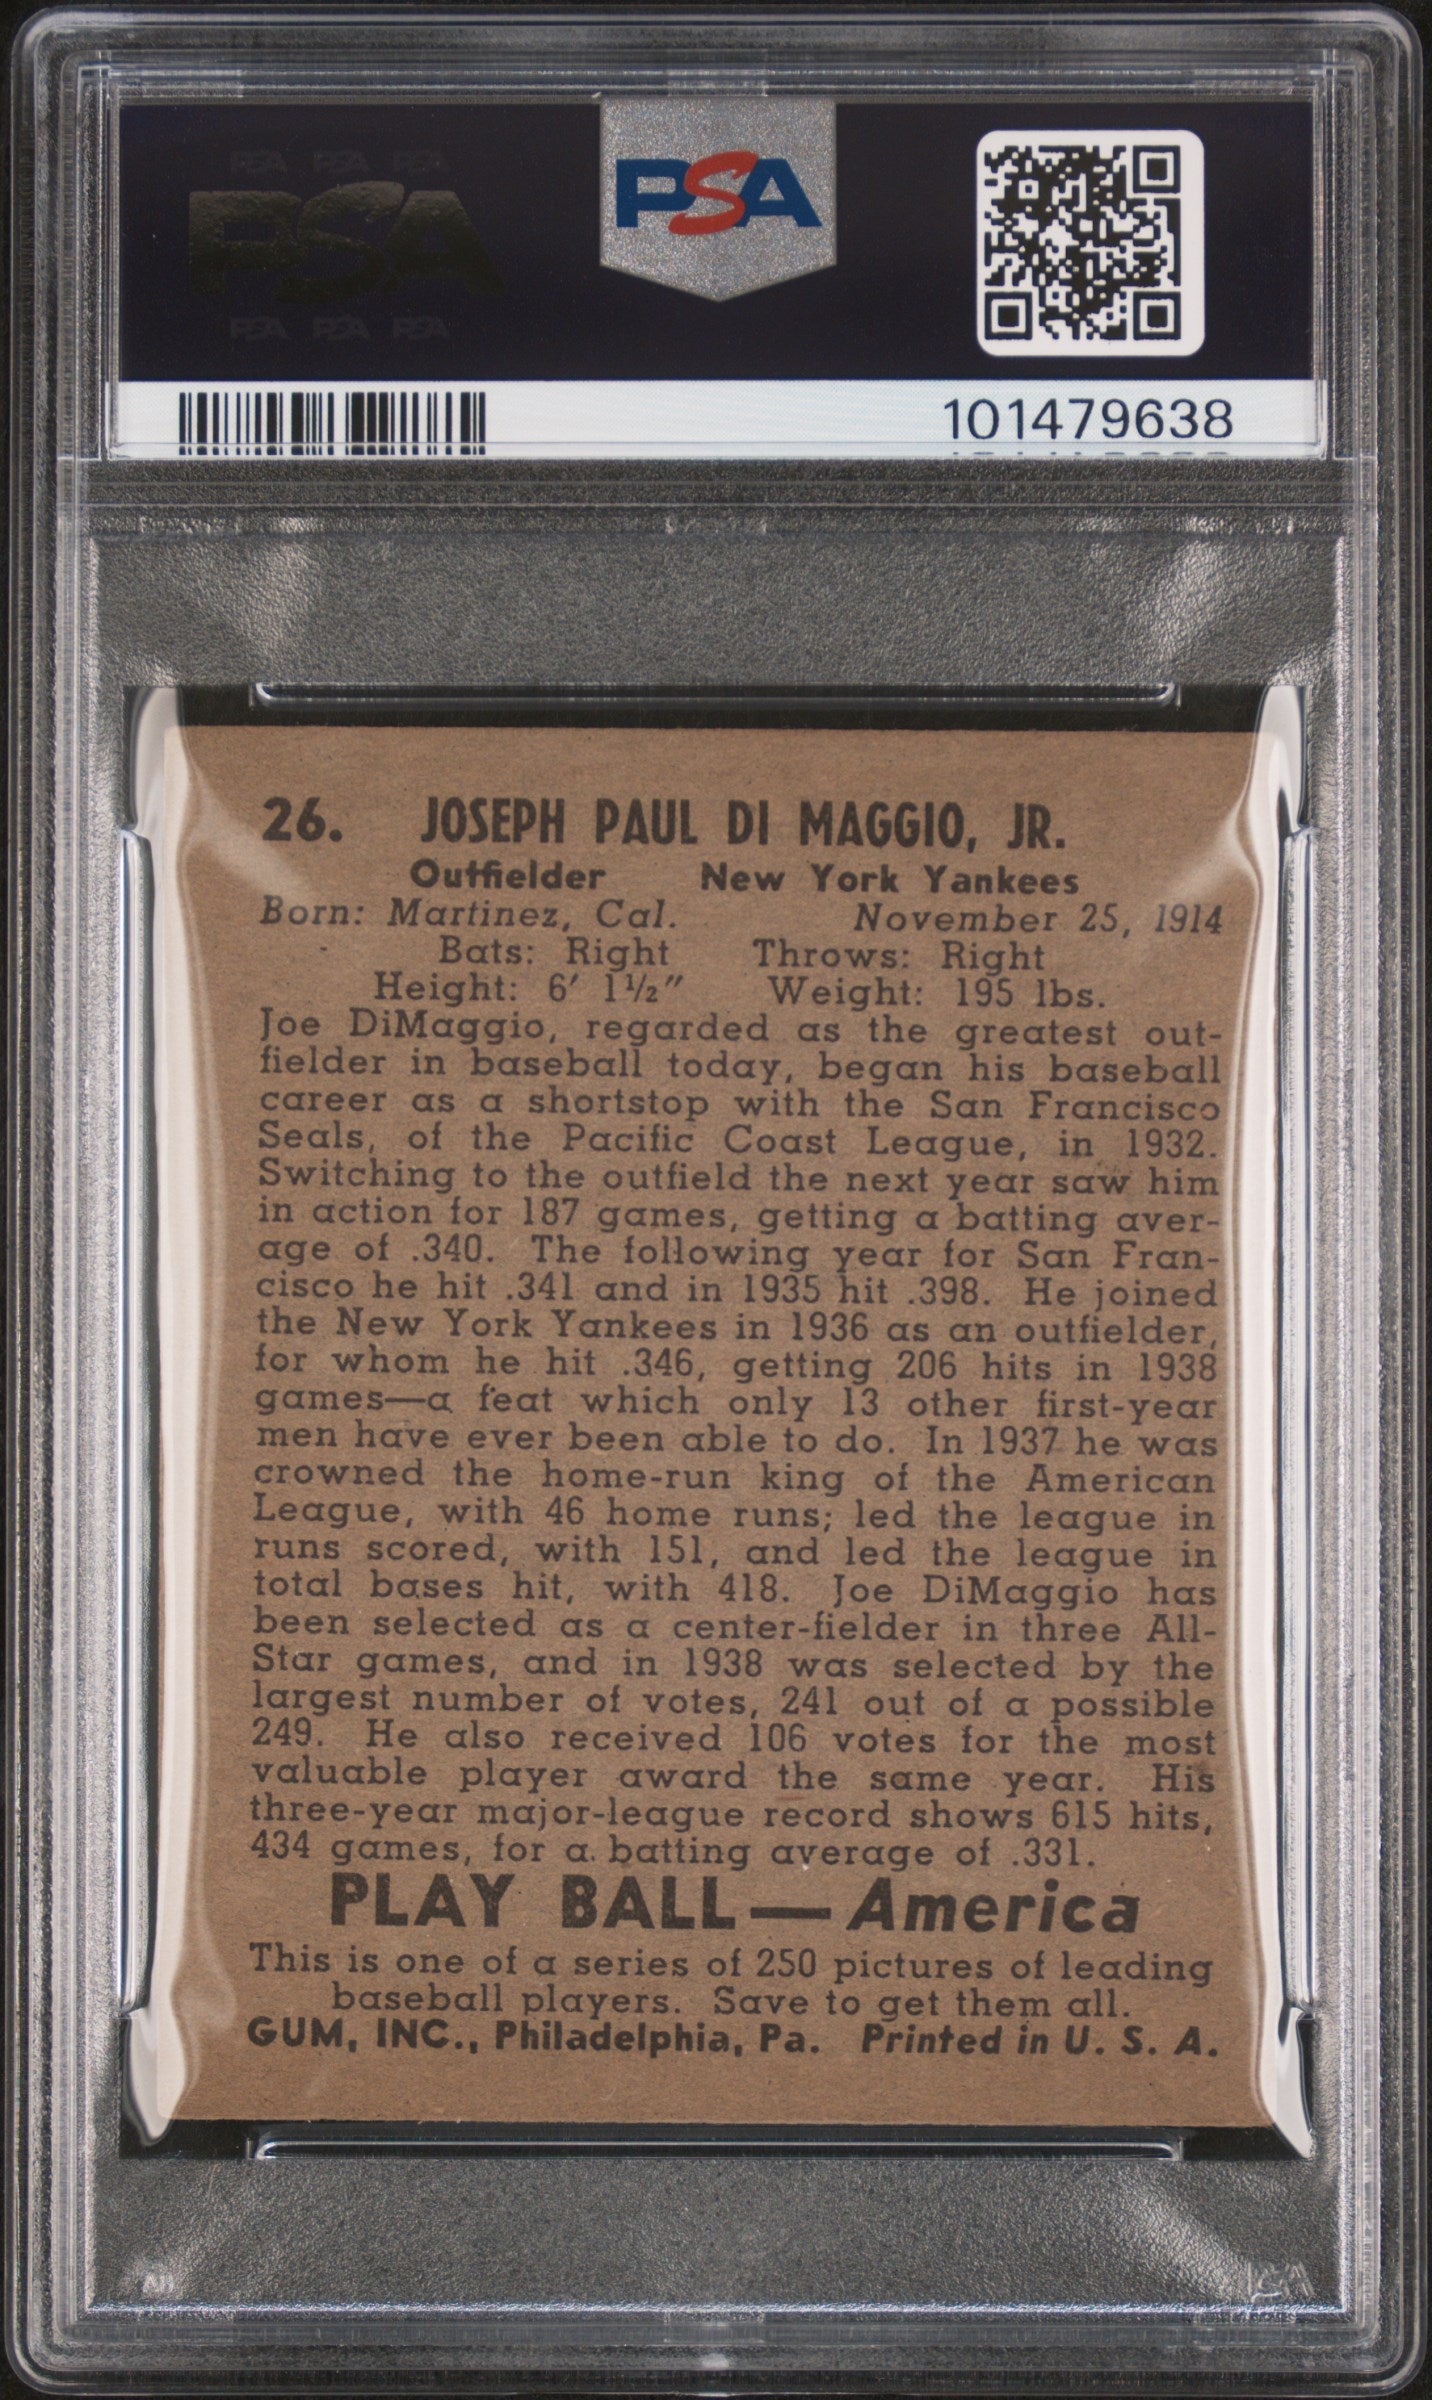 PSA PSA PSA
PSA
PSA PSA PSA
PSA
101479638
26. JOSEPH PAUL DI MAGGIO, JR.
Outfielder New York Yankees
Born: Martinez, Cal. November 25, 1914
Bats: Right Throws: Right
Height: 6′ 1½″ Weight: 195 lbs.
Joe DiMaggio, regarded as the greatest out-
fielder in baseball today, began his baseball
career as a shortstop with the San Francisco
Seals, of the Pacific Coast League, in 1932.
Switching to the outfield the next year saw him
in action for 187 games, getting a batting aver-
age of .340. The following year for San Fran-
cisco he hit .341 and in 1935 hit .398. He joined
the New York Yankees in 1936 as an outfielder,
for whom he hit .346, getting 206 hits in 1938
games—a feat which only 13 other first-year
men have ever been able to do. In 1937 he was
crowned the home-run king of the American
League, with 46 home runs; led the league in
runs scored, with 151, and led the league in
total bases hit, with 418. Joe DiMaggio has
been selected as a center-fielder in three All-
Star games, and in 1938 was selected by the
largest number of votes, 241 out of a possible
249. He also received 106 votes for the most
valuable player award the same year. His
three-year major-league record shows 615 hits,
434 games, for a batting average of .331.
PLAY BALL—America
This is one of a series of 250 pictures of leading
baseball players. Save to get them all.
GUM, INC., Philadelphia, Pa. Printed in U. S. A.